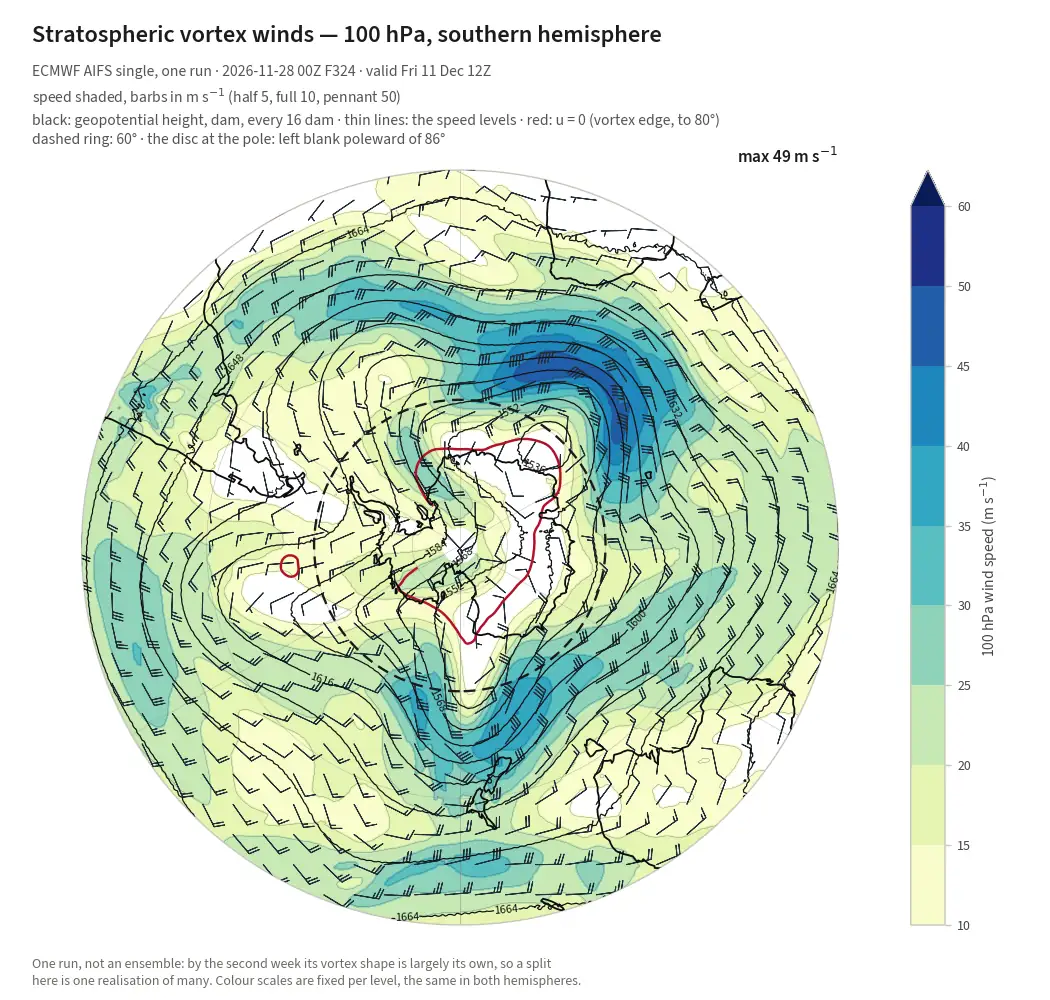 Stratospheric vortex winds — 100 hPa, southern hemisphere
ECMWF AIFS single, one run · 2026-11-28 00Z F324 · valid Fri 11 Dec 12Z
speed shaded, barbs in m s⁻¹ (half 5, full 10, pennant 50)
black: geopotential height, dam, every 16 dam · thin lines: the speed levels · red: u = 0 (vortex edge, to 80°)
dashed ring: 60° · the disc at the pole: left blank poleward of 86°
max 49 m s⁻¹
60
50
45
40
35
30
25
20
15
10
100 hPa wind speed (m s⁻¹)
1664
1648
1632
1552
1536
1584
1568
1552
1664
1600
1616
1568
1664
1664
One run, not an ensemble: by the second week its vortex shape is largely its own, so a split
here is one realisation of many. Colour scales are fixed per level, the same in both hemispheres.